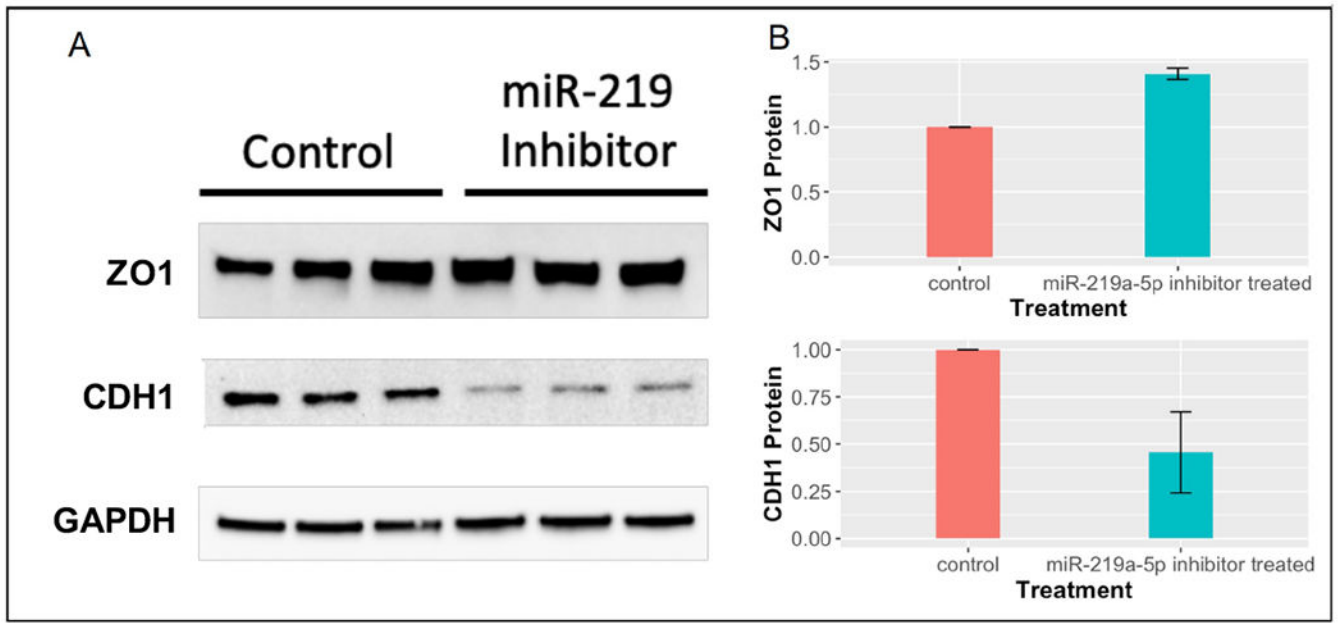 A
Control
miR-219
Inhibitor
ZO1
CDH1
GAPDH
B
ZO1 Protein
1.5
1.0
0.5
0.0
control
miR-219a-5p inhibitor treated
Treatment
CDH1 Protein
1.00
0.75
0.50
0.25
0.00
control
miR-219a-5p inhibitor treated
Treatment